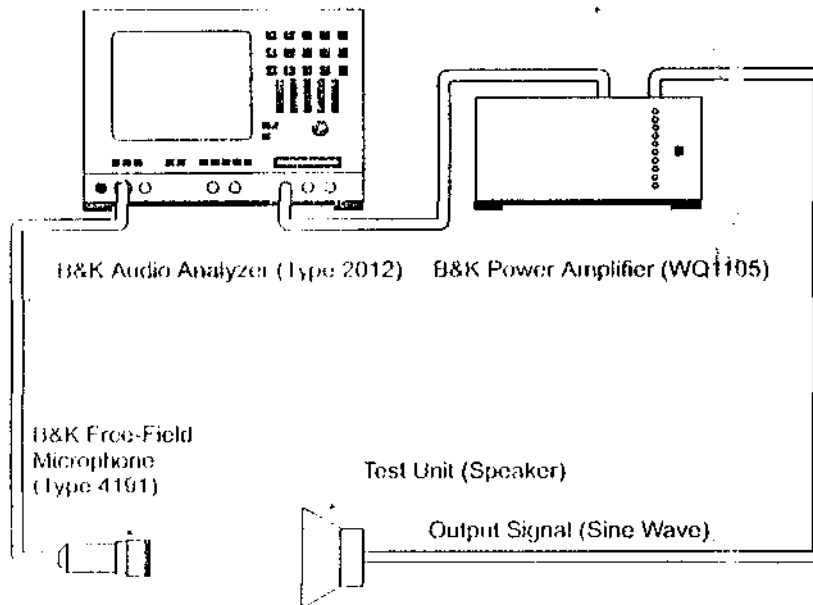 B&K Audio Analyzer (Type 2012)
B&K Power Amplifier (WQ1105)
B&K Free-Field
Microphone
(Type 4191)
Test Unit (Speaker)
Output Signal (Sine Wave)